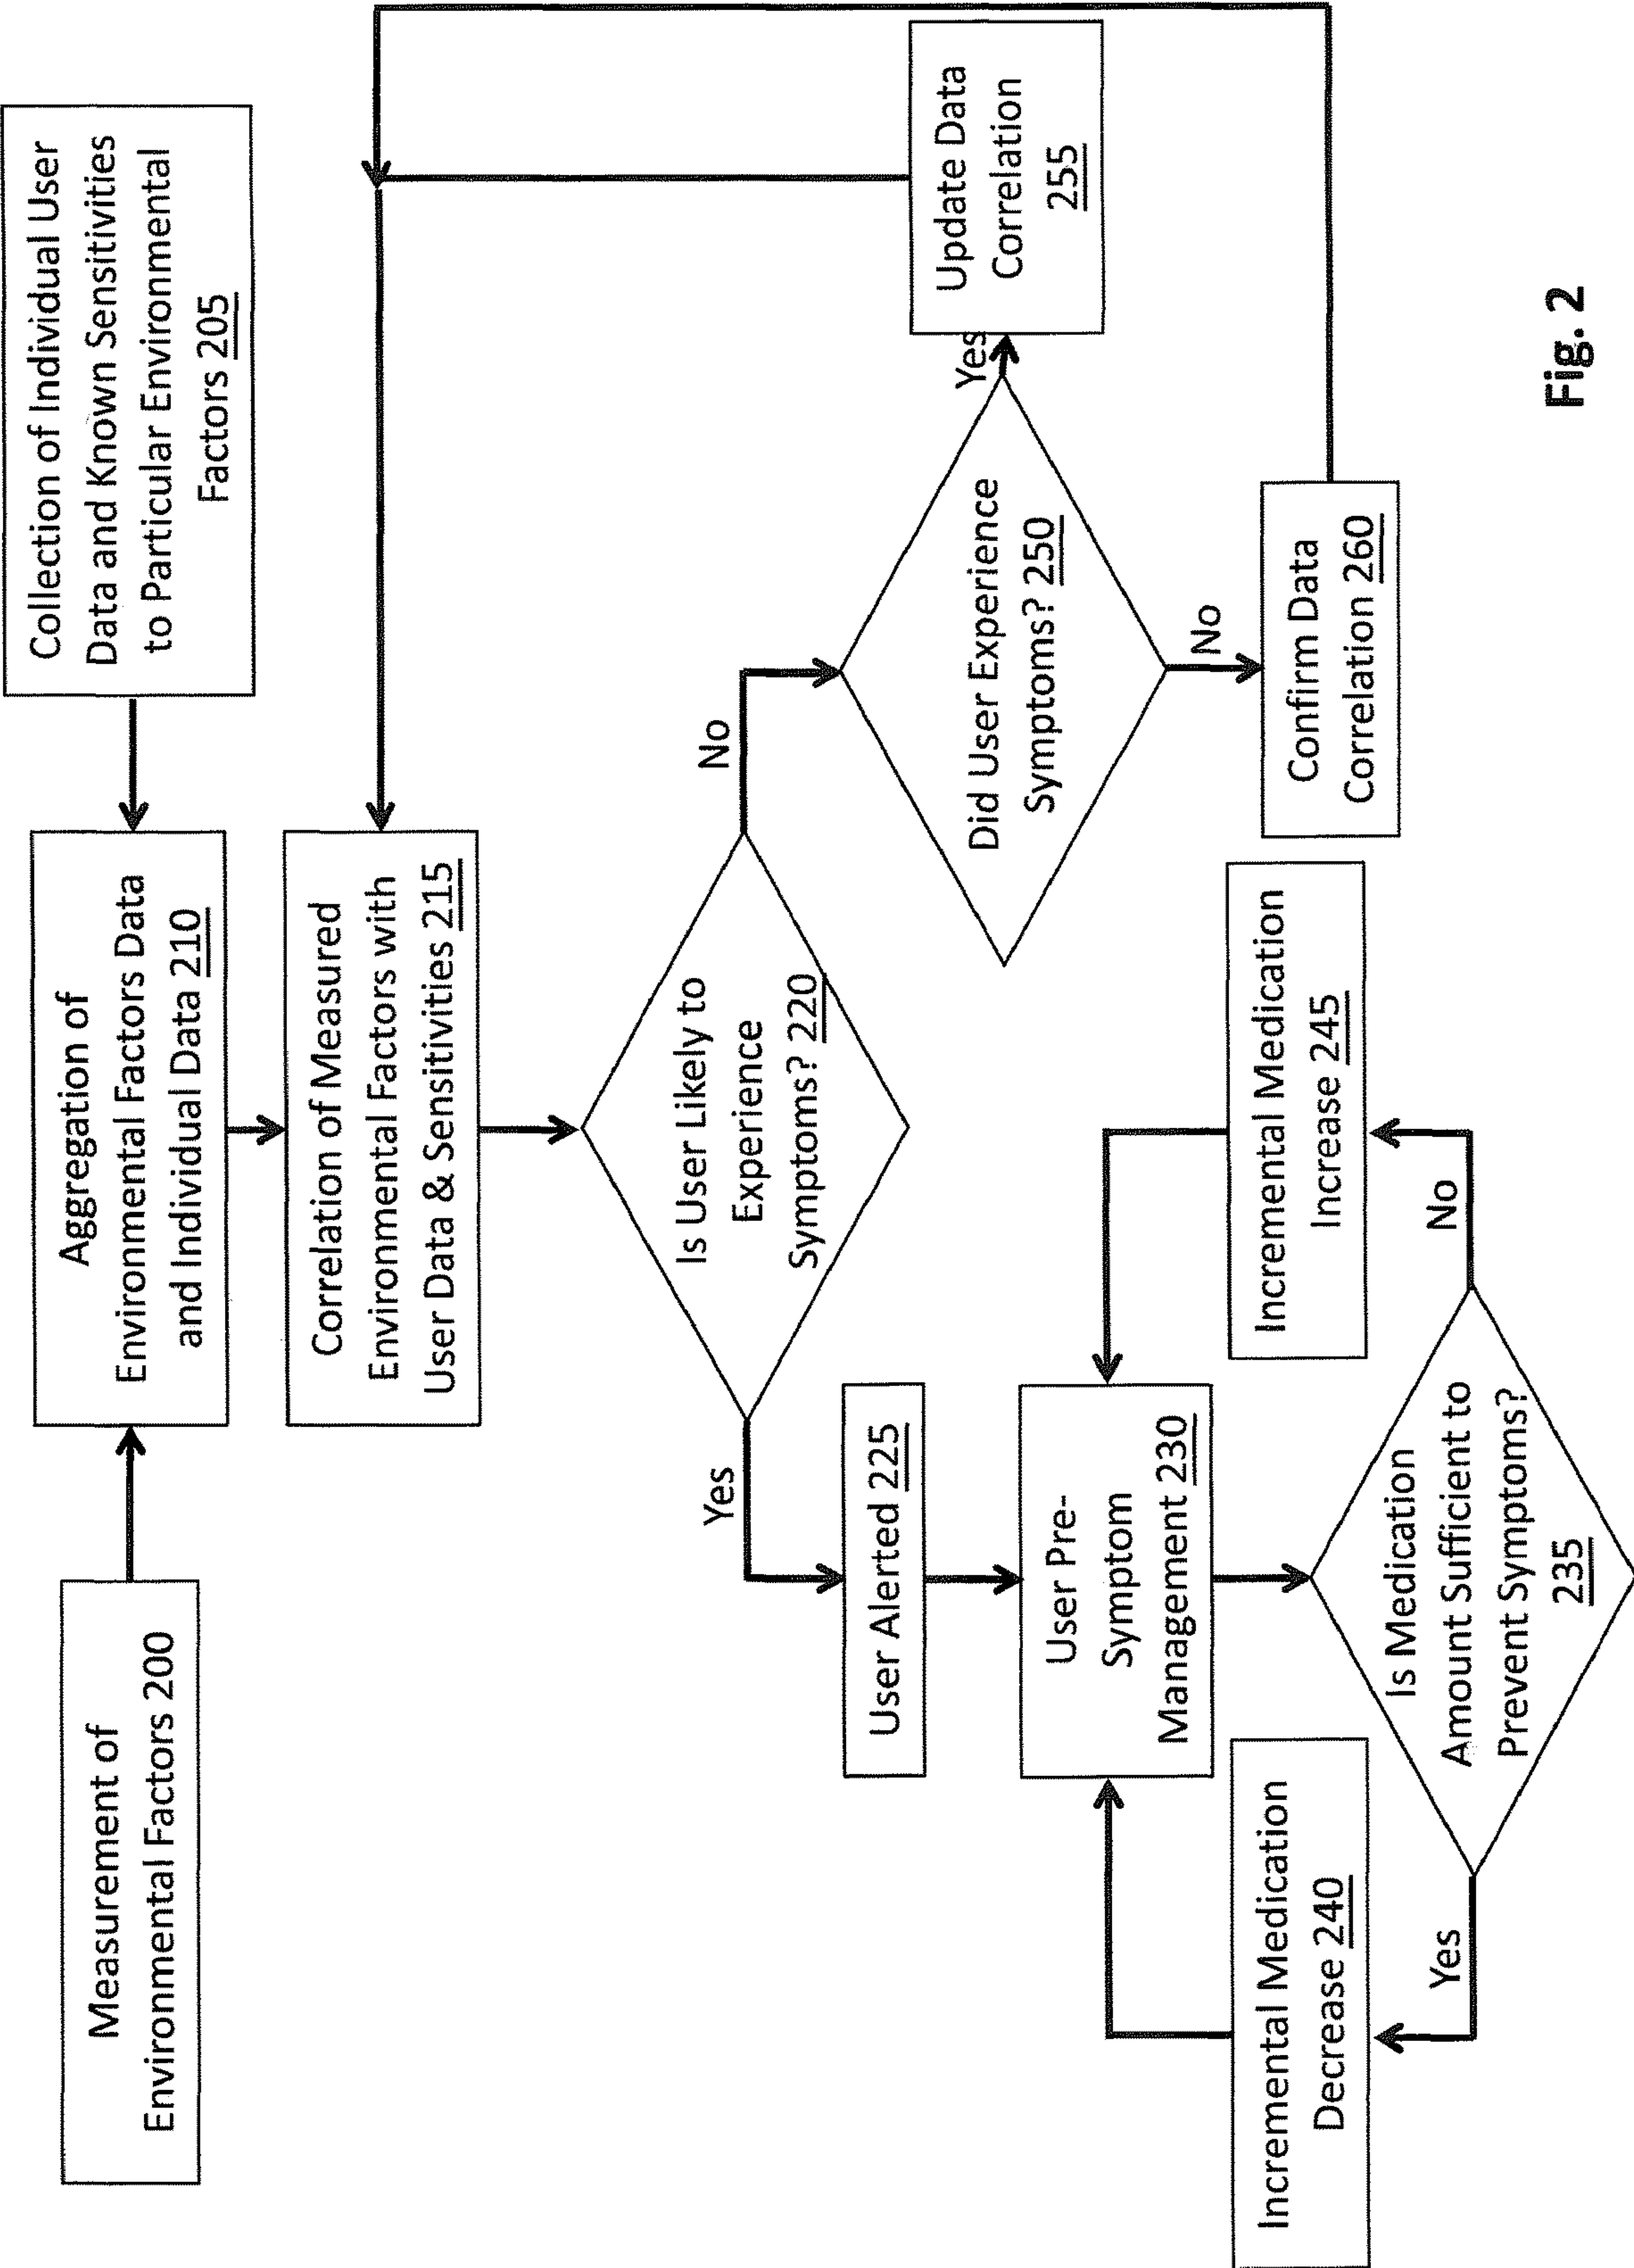 Measurement of
Environmental Factors 200
Aggregation of
Environmental Factors Data
and Individual Data 210
Collection of Individual User
Data and Known Sensitivities
to Particular Environmental
Factors 205
Correlation of Measured
Environmental Factors with
User Data & Sensitivities 215
Is User Likely to
Experience
Symptoms? 220
Yes
No
User Alerted 225
User Pre-
Symptom
Management 230
Is Medication
Amount Sufficient to
Prevent Symptoms?
235
Yes
No
Incremental Medication
Decrease 240
Incremental Medication
Increase 245
Did User Experience
Symptoms? 250
Yes
No
Update Data
Correlation
255
Confirm Data
Correlation 260
Fig. 2